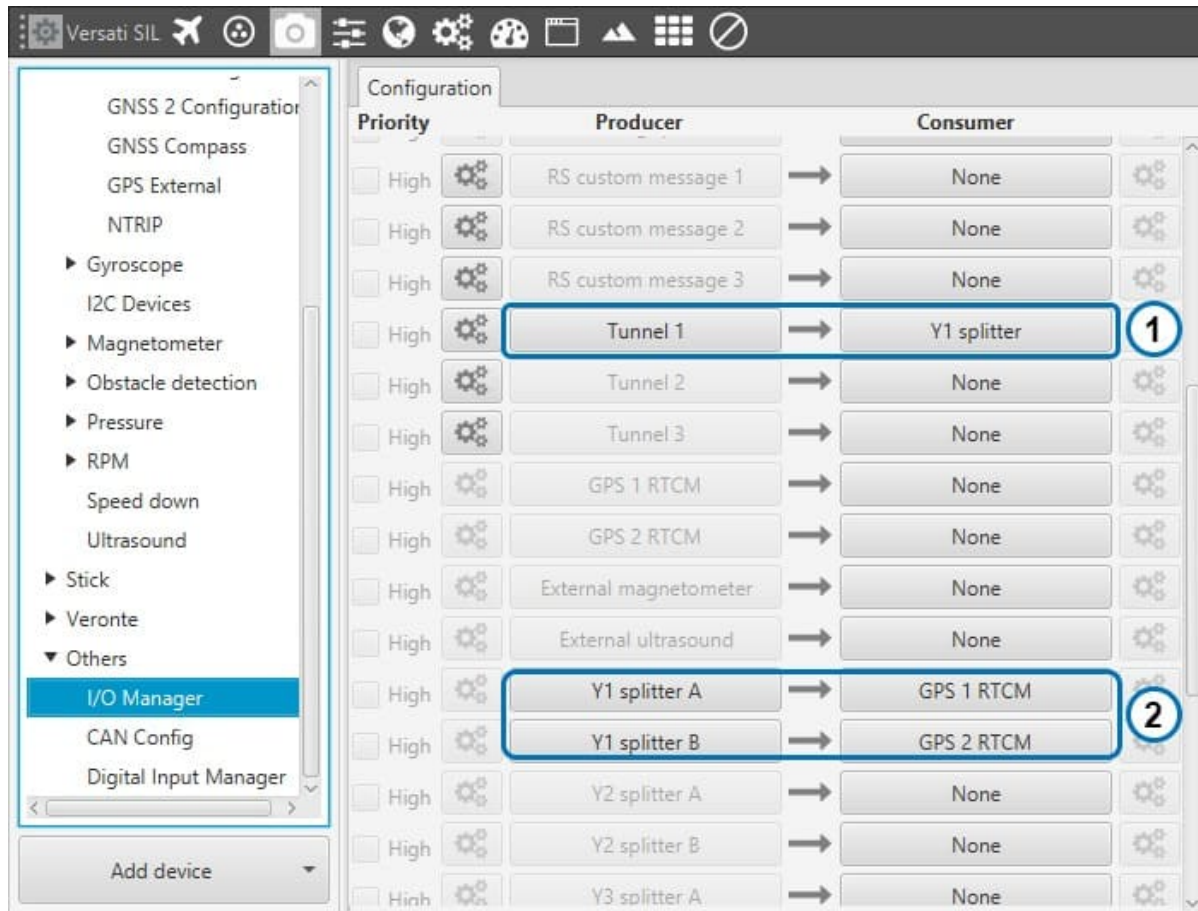 Versati SIL
GNSS 2 Configuration
GNSS Compass
GPS External
NTRIP
Gyroscope
I2C Devices
Magnetometer
Obstacle detection
Pressure
RPM
Speed down
Ultrasound
Stick
Veronte
Others
I/O Manager
CAN Config
Digital Input Manager
Add device
Configuration
Priority Producer Consumer
High RS custom message 1 None
High RS custom message 2 None
High RS custom message 3 None
High Tunnel 1 Y1 splitter 1
High Tunnel 2 None
High Tunnel 3 None
High GPS 1 RTCM None
High GPS 2 RTCM None
High External magnetometer None
High External ultrasound None
High Y1 splitter A GPS 1 RTCM
2
High Y1 splitter B GPS 2 RTCM
High Y2 splitter A None
High Y2 splitter B None
High Y3 splitter A None